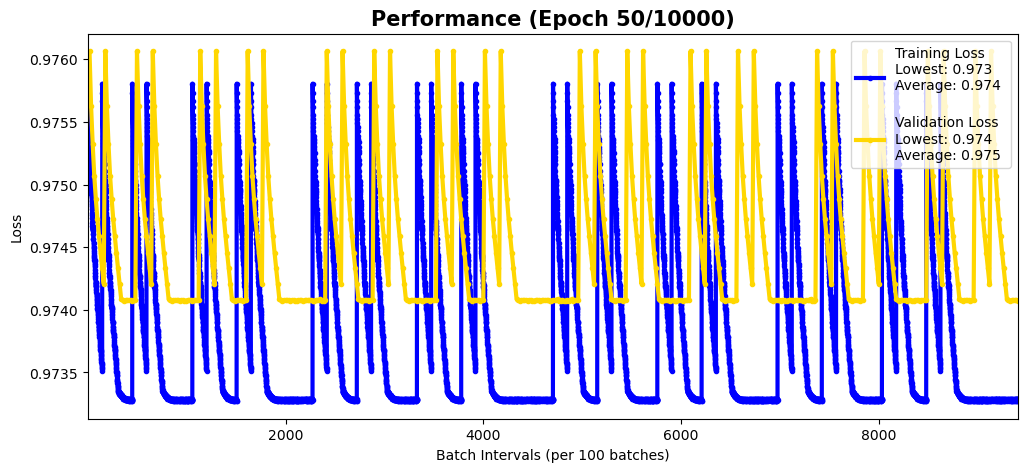 Performance (Epoch 50/10000)
Training Loss
Lowest: 0.973
Average: 0.974
Validation Loss
Lowest: 0.974
Average: 0.975
Loss
0.9760
0.9755
0.9750
0.9745
0.9740
0.9735
2000
4000
6000
8000
Batch Intervals (per 100 batches)